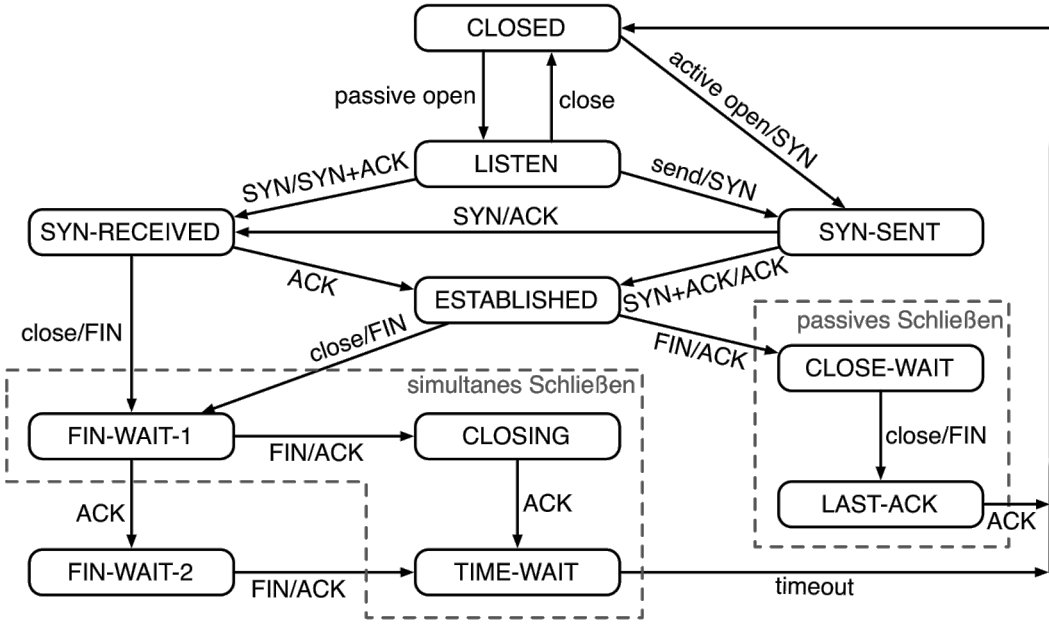 CLOSED
passive open
close
active open/SYN
LISTEN
SYN/SYN+ACK
send/SYN
SYN-RECEIVED
SYN/ACK
SYN-SENT
ACK
ESTABLISHED
SYN+ACK/ACK
close/FIN
close/FIN
FIN/ACK
passives Schließen
CLOSE-WAIT
simultanes Schließen
FIN-WAIT-1
FIN/ACK
CLOSING
close/FIN
ACK
ACK
LAST-ACK
ACK
FIN-WAIT-2
FIN/ACK
TIME-WAIT
timeout